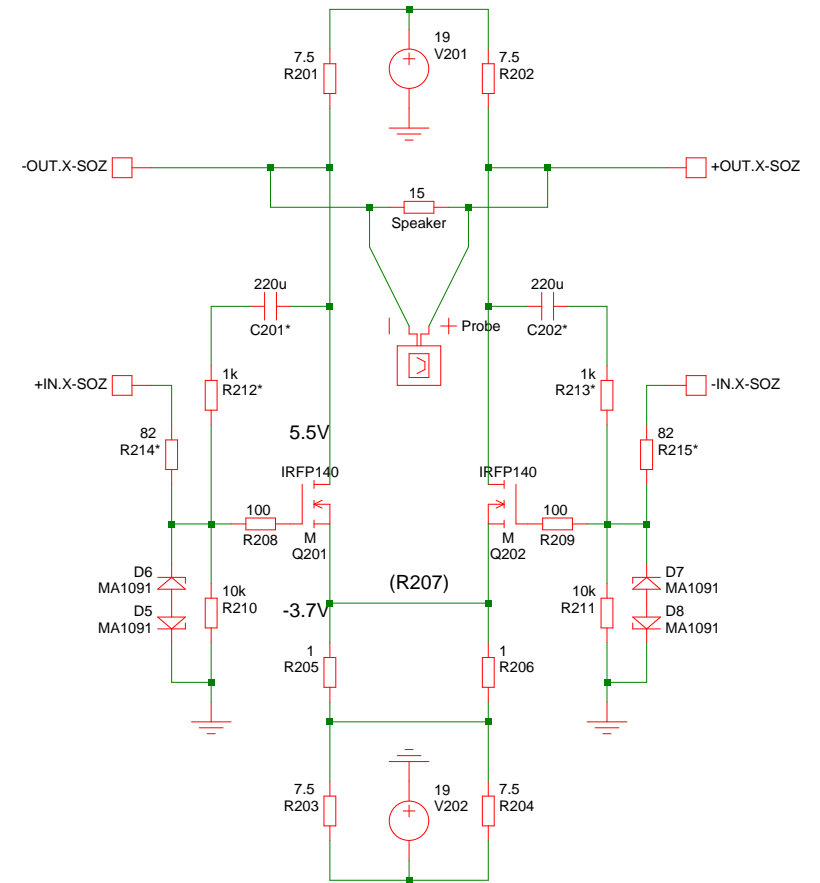 19
V201
7.5
R201
7.5
R202
-OUT.X-SOZ
+OUT.X-SOZ
15
Speaker
220u
C201*
220u
C202*
Probe
+IN.X-SOZ
-IN.X-SOZ
1k
R212*
1k
R213*
82
R214*
82
R215*
5.5V
IRFP140
IRFP140
100
R208
100
R209
M
Q201
M
Q202
D6
MA1091
D5
MA1091
10k
R210
(R207)
10k
R211
D7
MA1091
D8
MA1091
-3.7V
1
R205
1
R206
7.5
R203
19
V202
7.5
R204